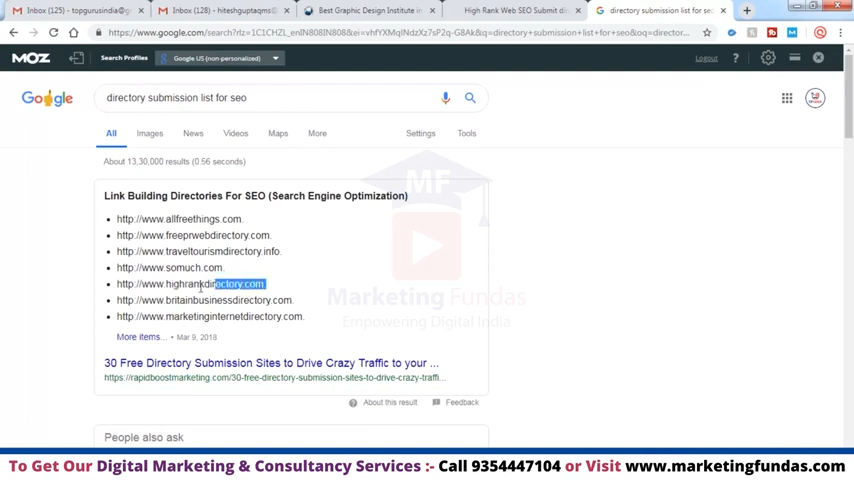 Inbox (125) - topgurusindia@g
Inbox (128) - hiteshguptaqms@
Best Graphic Design Institute in
High Rank Web SEO Submit dire
directory submission list for seo
https://www.google.com/search?rlz=1C1CHZL_enIN808IN808&ei=vhfYXMqINdzXz7sP2q-G8Ak&q=directory+submission+list+for+seo&oq=director...
MOZ
Search Profiles
Google US (non-personalized)
Logout
Google
directory submission list for seo
All
Images
News
Videos
Maps
More
Settings
Tools
About 13,30,000 results (0.56 seconds)
MF
Link Building Directories For SEO (Search Engine Optimization)
http://www.allfreethings.com.
http://www.freeprwebdirectory.com.
http://www.traveltourismdirectory.info.
http://www.somuch.com.
http://www.highrankdirectory.com.
http://www.britainbusinessdirectory.com.
http://www.marketinginternetdirectory.com.
Marketing Fundas
Empowering Digital India
More items... • Mar 9, 2018
30 Free Directory Submission Sites to Drive Crazy Traffic to your ...
https://rapidboostmarketing.com/30-free-directory-submission-sites-to-drive-crazy-traffi...
About this result
Feedback
People also ask
To Get Our Digital Marketing & Consultancy Services :- Call 9354447104 or Visit www.marketingfundas.com